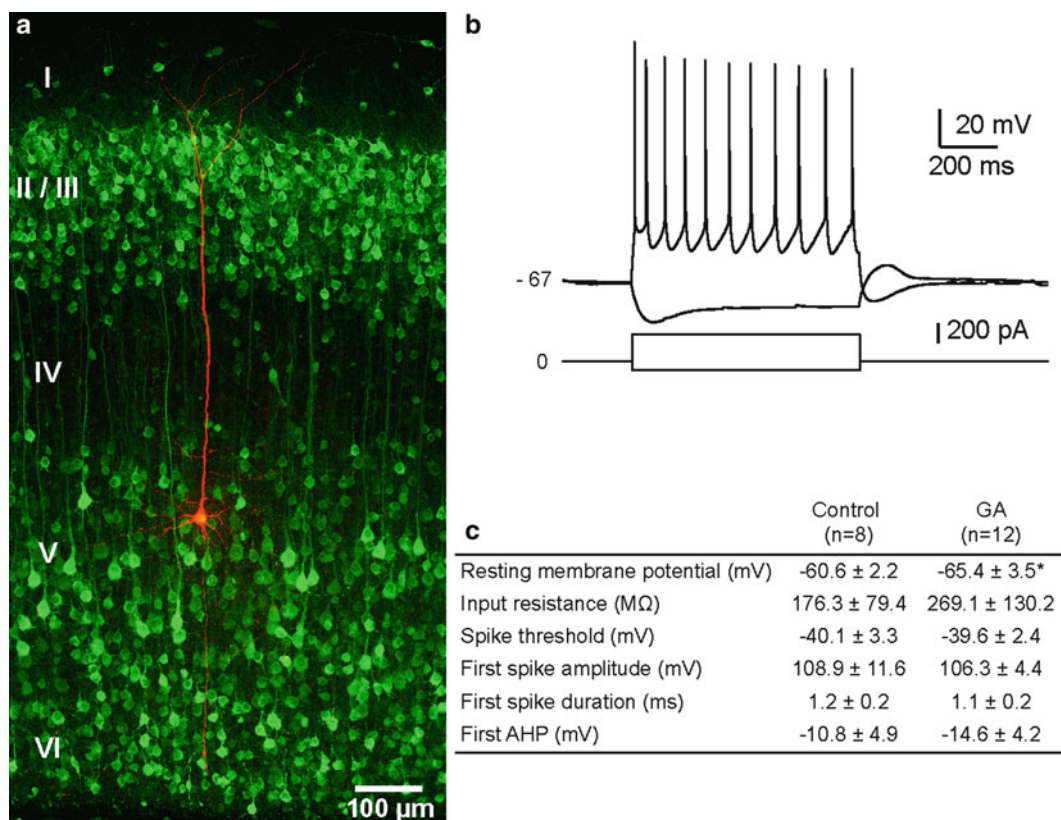 a
I
II / III
IV
V
VI
100 µm
b
20 mV
200 ms
- 67
200 pA
0
c
Control (n=8) GA (n=12)
Resting membrane potential (mV) -60.6 ± 2.2 -65.4 ± 3.5*
Input resistance (MΩ) 176.3 ± 79.4 269.1 ± 130.2
Spike threshold (mV) -40.1 ± 3.3 -39.6 ± 2.4
First spike amplitude (mV) 108.9 ± 11.6 106.3 ± 4.4
First spike duration (ms) 1.2 ± 0.2 1.1 ± 0.2
First AHP (mV) -10.8 ± 4.9 -14.6 ± 4.2